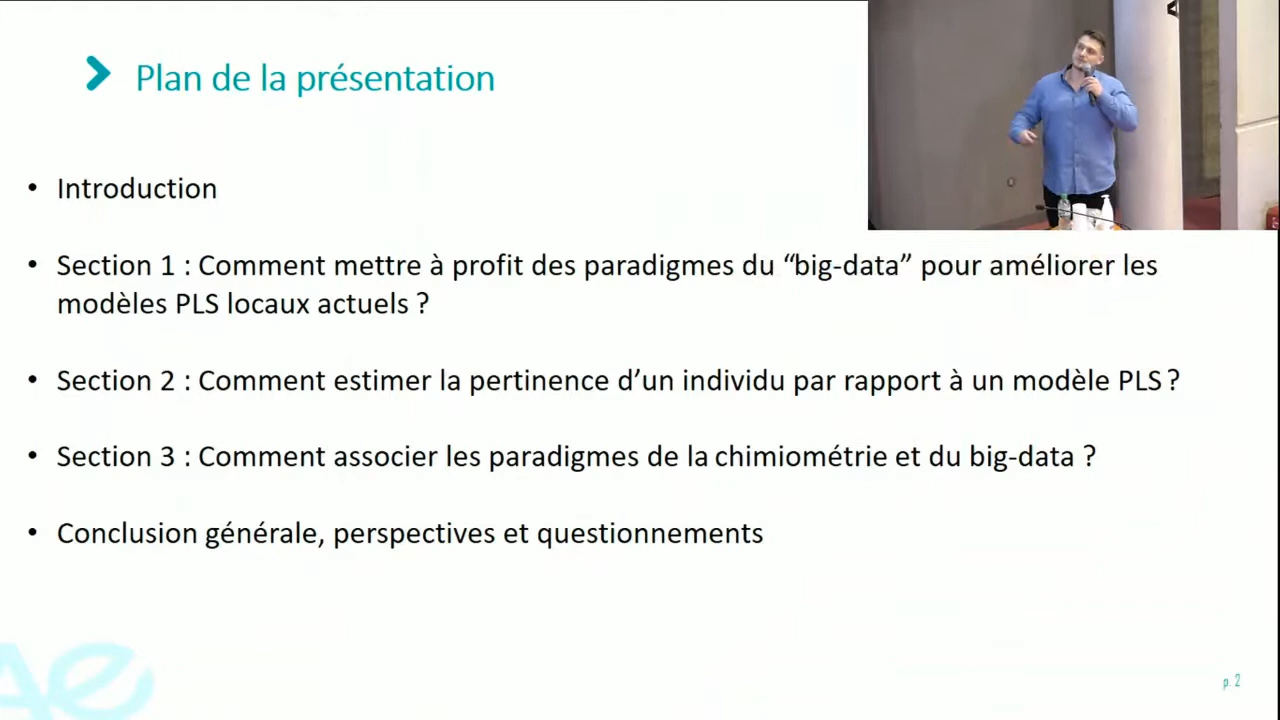 Plan de la présentation
• Introduction
• Section 1 : Comment mettre à profit des paradigmes du “big-data” pour améliorer les
modèles PLS locaux actuels ?
• Section 2 : Comment estimer la pertinence d’un individu par rapport à un modèle PLS ?
• Section 3 : Comment associer les paradigmes de la chimiométrie et du big-data ?
• Conclusion générale, perspectives et questionnements
p. 2